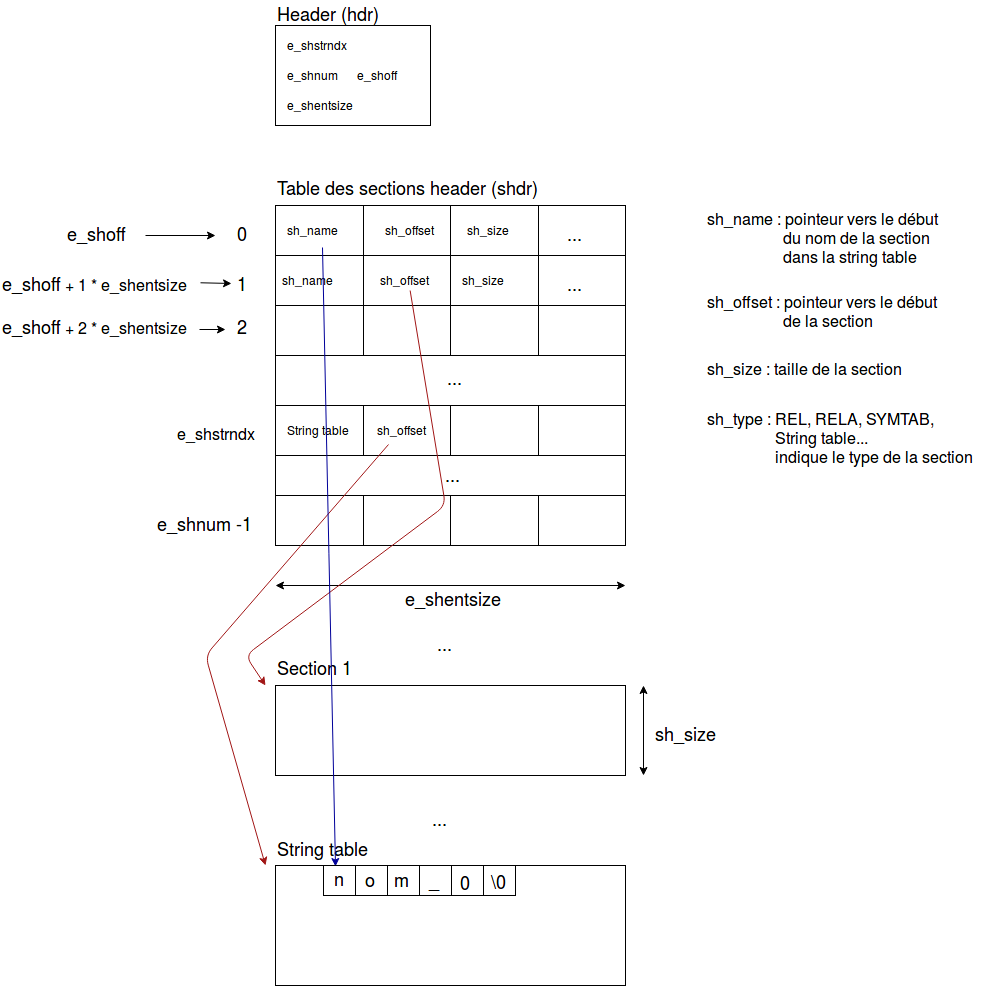 Header (hdr)
e_shstrndx
e_shnum e_shoff
e_shentsize
Table des sections header (shdr)
e_shoff 0 sh_name sh_offset sh_size ...
e_shoff + 1 * e_shentsize 1 sh_name sh_offset sh_size ...
e_shoff + 2 * e_shentsize 2
...
e_shstrndx String table sh_offset
...
e_shnum -1
e_shentsize
sh_name : pointeur vers le début
du nom de la section
dans la string table
sh_offset : pointeur vers le début
de la section
sh_size : taille de la section
sh_type : REL, RELA, SYMTAB,
String table...
indique le type de la section
...
Section 1
sh_size
...
String table
n o m _ 0 \0